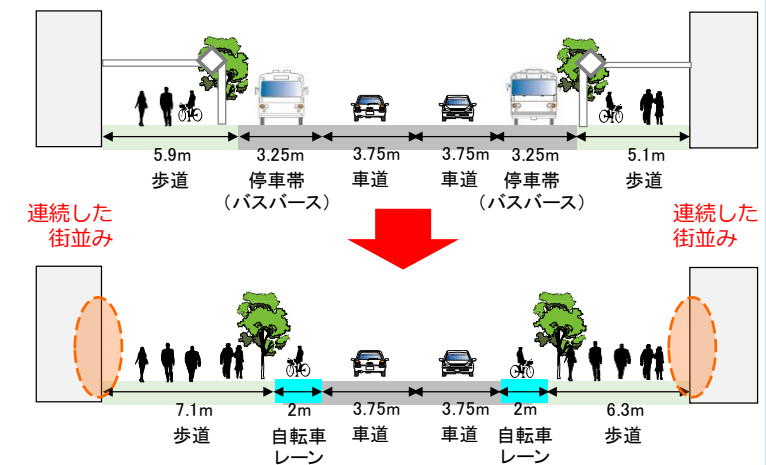 5.9m 3.25m 3.75m 3.75m 3.25m 5.1m
歩道 停車帯 車道 車道 停車帯 歩道
（バスバース） （バスバース）
連続した 連続した
街並み 街並み
7.1m 2m 3.75m 3.75m 2m 6.3m
歩道 自転車 車道 車道 自転車 歩道
レーン レーン